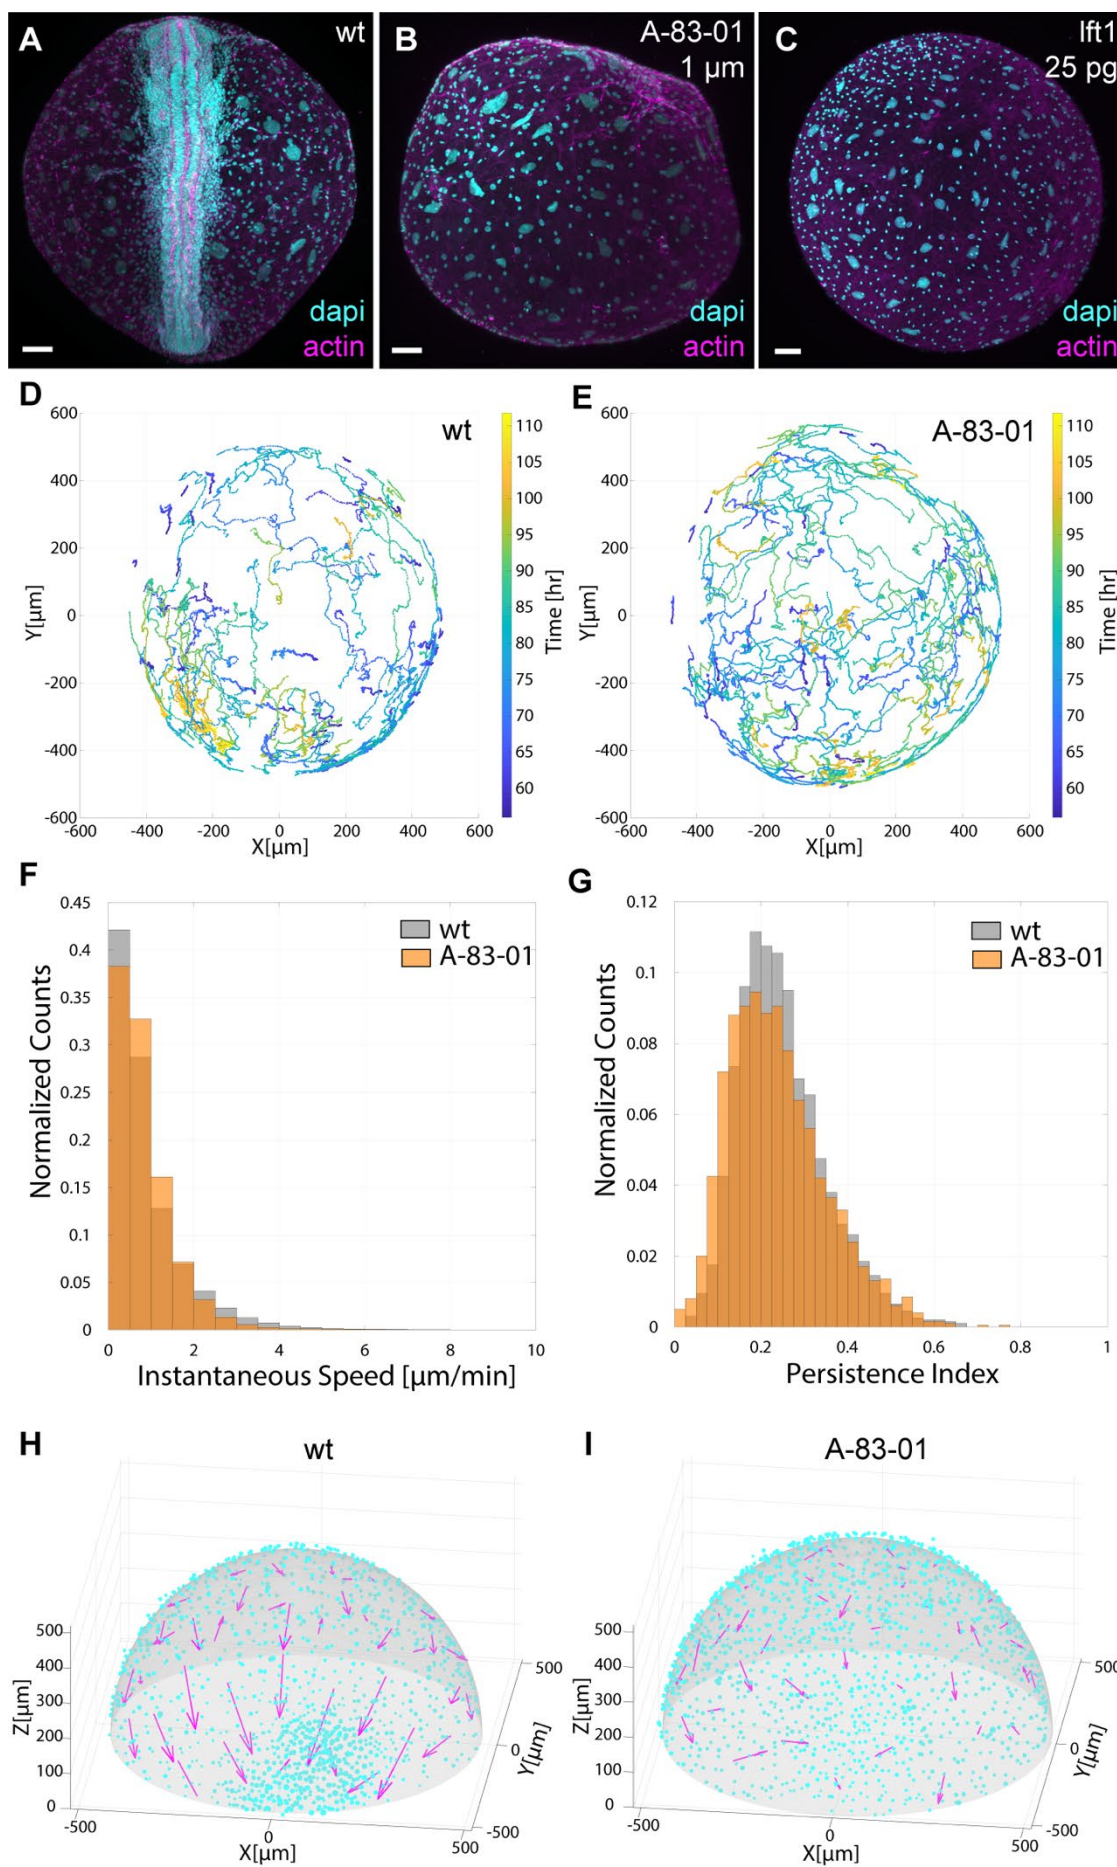 A
wt
dapi
actin
B
A-83-01
1 µm
dapi
actin
C
lft1
25 pg
dapi
actin
D
wt
600
400
200
0
-200
-400
-600
Y[µm]
-600
-400
-200
0
200
400
600
X[µm]
110
105
100
95
90
85
80
75
70
65
60
Time [hr]
E
A-83-01
600
400
200
0
-200
-400
-600
Y[µm]
-600
-400
-200
0
200
400
600
X[µm]
110
105
100
95
90
85
80
75
70
65
60
Time [hr]
F
0.45
0.4
0.35
0.3
0.25
0.2
0.15
0.1
0.05
0
Normalized Counts
wt
A-83-01
0
2
4
6
8
10
Instantaneous Speed [µm/min]
G
0.12
0.1
0.08
0.06
0.04
0.02
0
Normalized Counts
wt
A-83-01
0
0.2
0.4
0.6
0.8
1
Persistence Index
H
wt
500
400
300
200
100
0
Z[µm]
-500
0
500
X[µm]
500
0
-500
Y[µm]
I
A-83-01
500
400
300
200
100
0
Z[µm]
-500
0
500
X[µm]
500
0
-500
Y[µm]